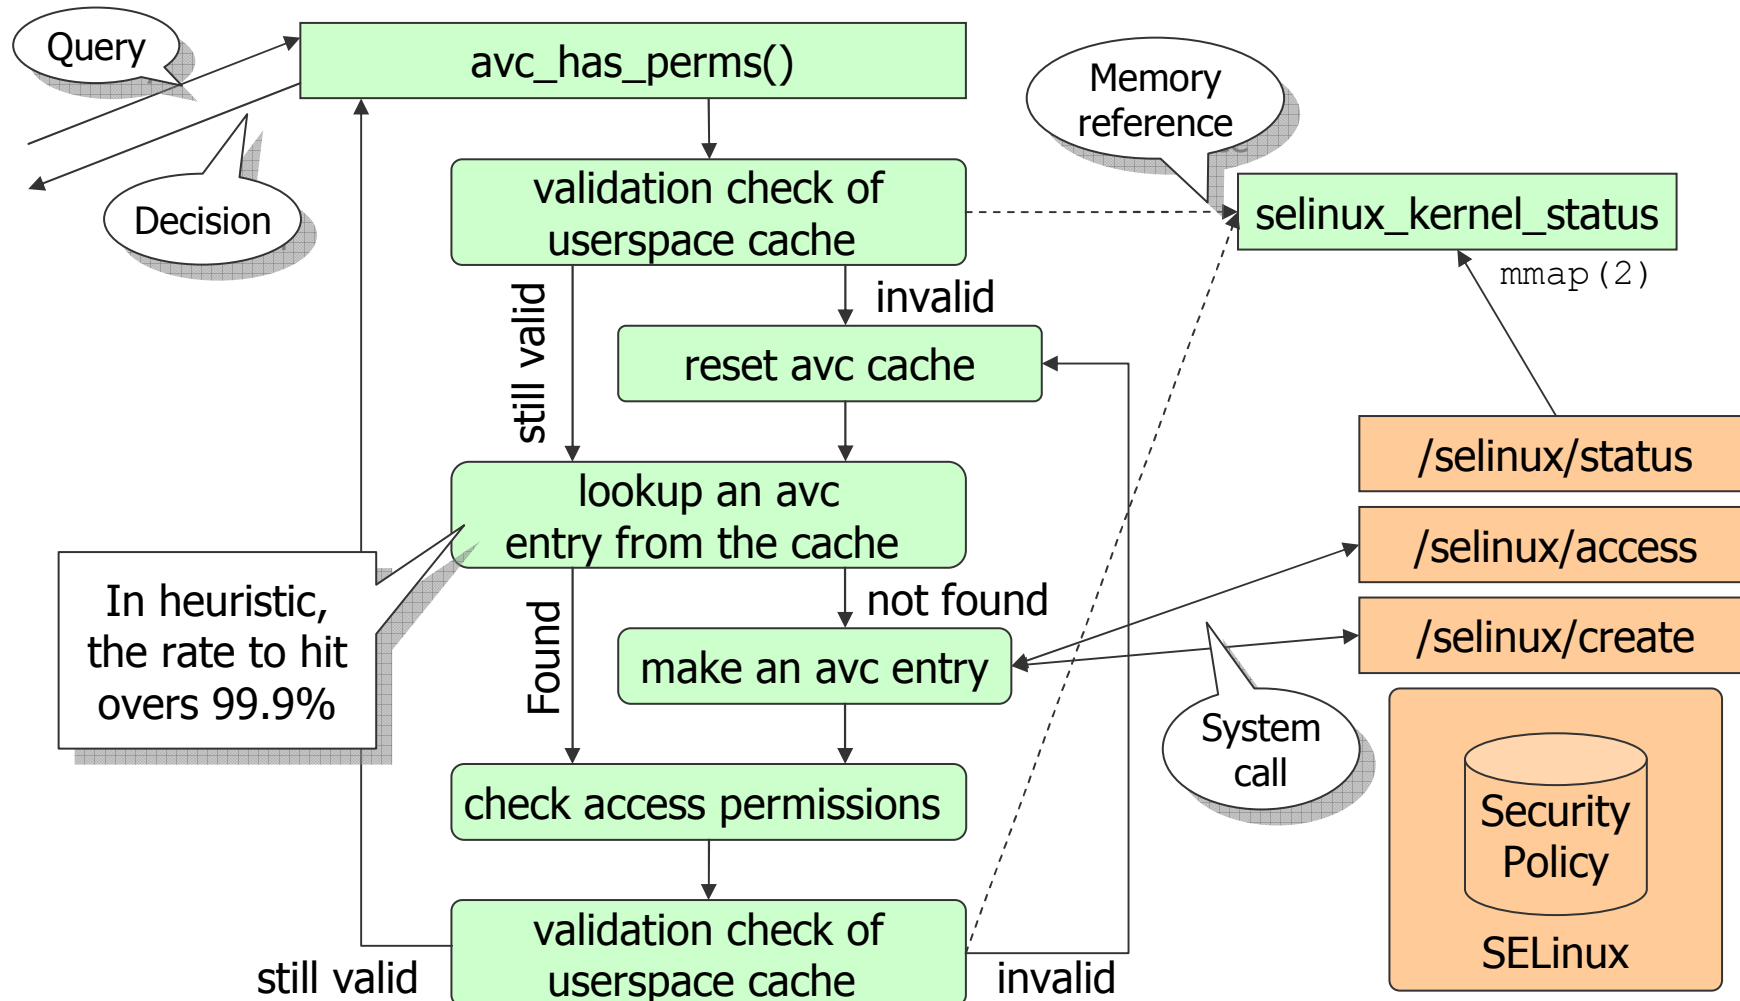 Query
avc_has_perms()
Memory
reference
validation check of
userspace cache
selinux_kernel_status
Decision
mmap(2)
still valid
invalid
reset avc cache
/selinux/status
lookup an avc
entry from the cache
/selinux/access
In heuristic,
the rate to hit
overs 99.9%
Found
not found
/selinux/create
make an avc entry
System
call
check access permissions
Security
Policy
SELinux
validation check of
userspace cache
still valid
invalid